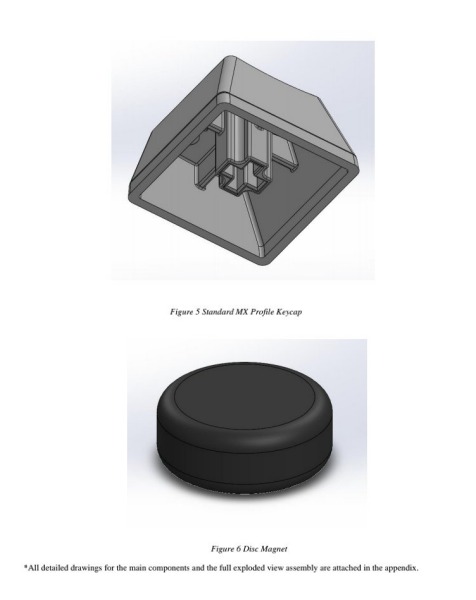 Figure 5 Standard MX Profile Keycap
Figure 6 Disc Magnet
*All detailed drawings for the main components and the full exploded view assembly are attached in the appendix.